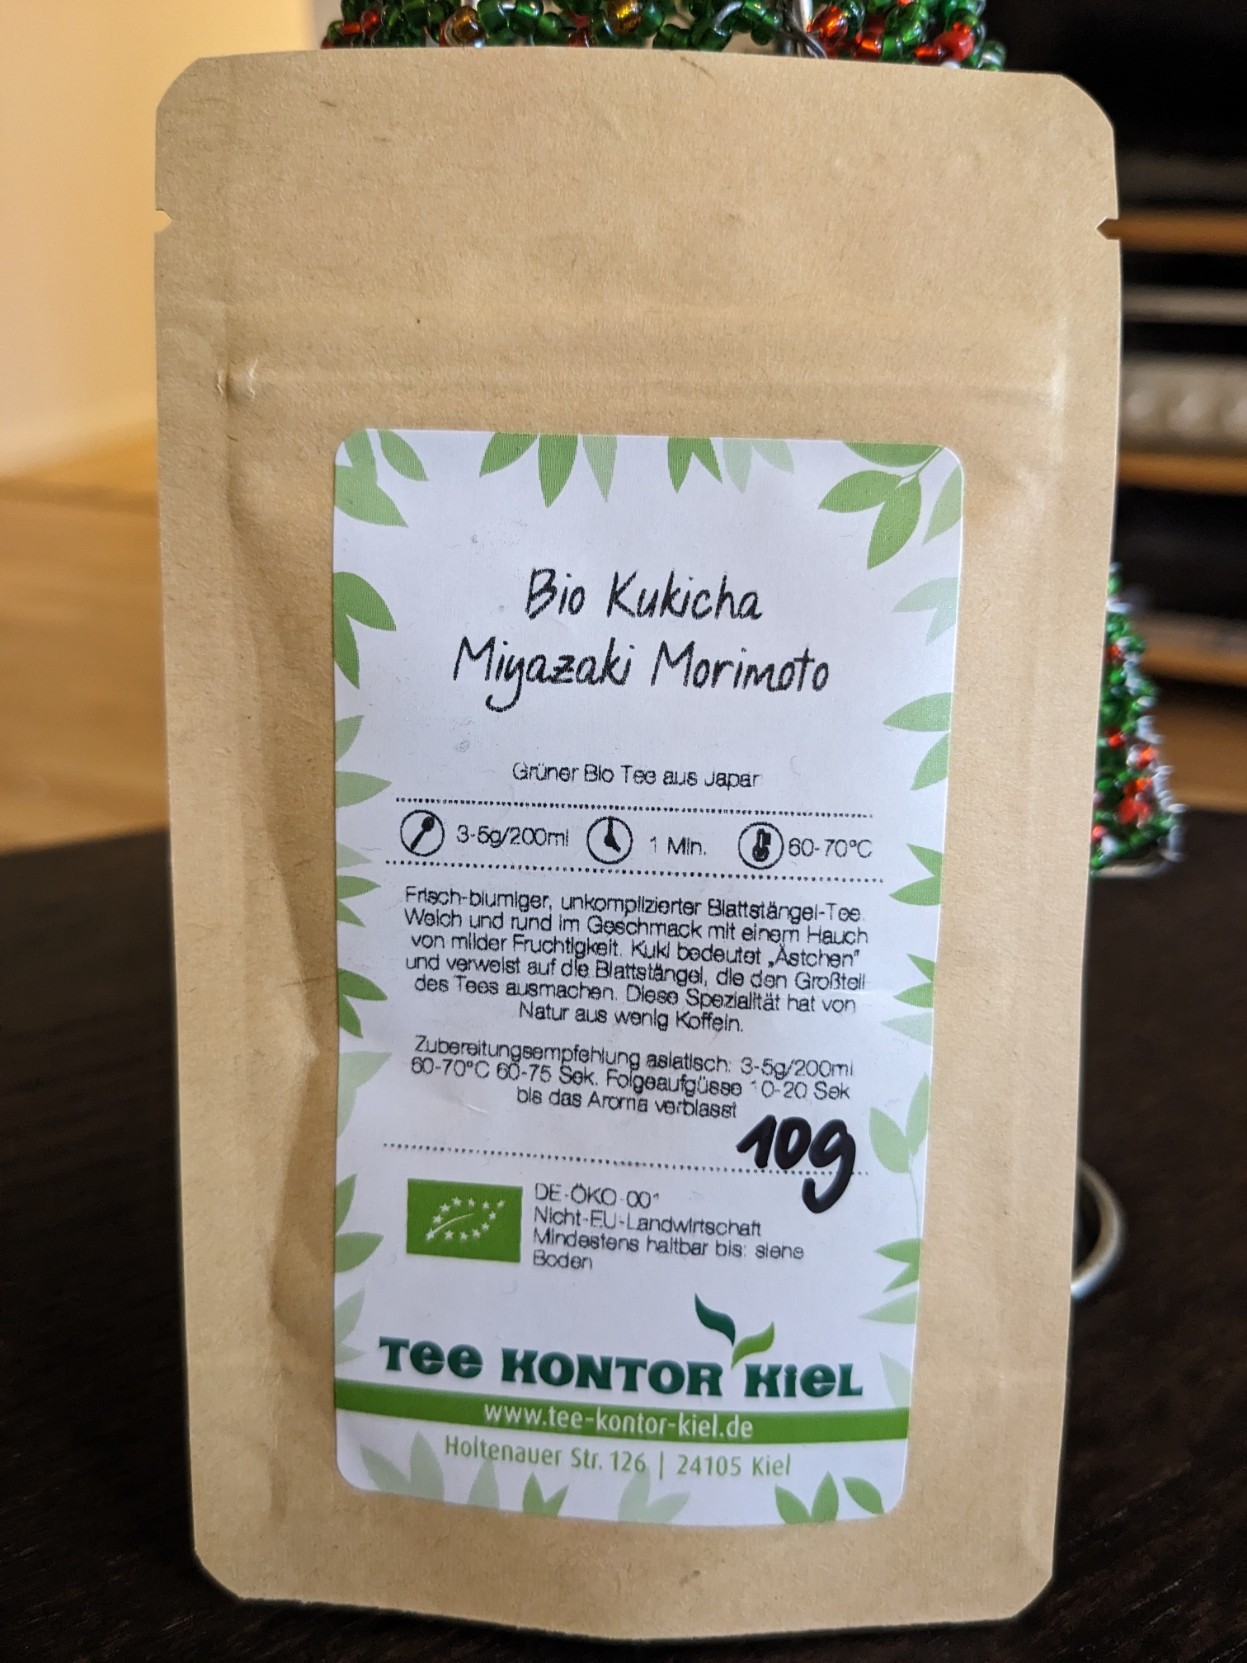 Bio Kukicha
Miyazaki Morimoto
Grüner Bio Tee aus Japan
3-5g/200ml 1 Min. 60-70°C
Frisch-blumiger, unkomplizierter Blattstängel-Tee.
Weich und rund im Geschmack mit einem Hauch
von milder Fruchtigkeit. Kuki bedeutet „Ästchen"
und verweist auf die Blattstängel, die den Großteil
des Tees ausmachen. Diese Spezialität hat von
Natur aus wenig Koffein.
Zubereitungsempfehlung asiatisch: 3-5g/200ml
60-70°C 60-75 Sek. Folgeaufgüsse 10-20 Sek
bis das Aroma verblasst
10g
DE-ÖKO-001
Nicht-EU-Landwirtschaft
Mindestens haltbar bis: siehe
Boden
Tee Kontor Kiel
www.tee-kontor-kiel.de
Holtenauer Str. 126 | 24105 Kiel